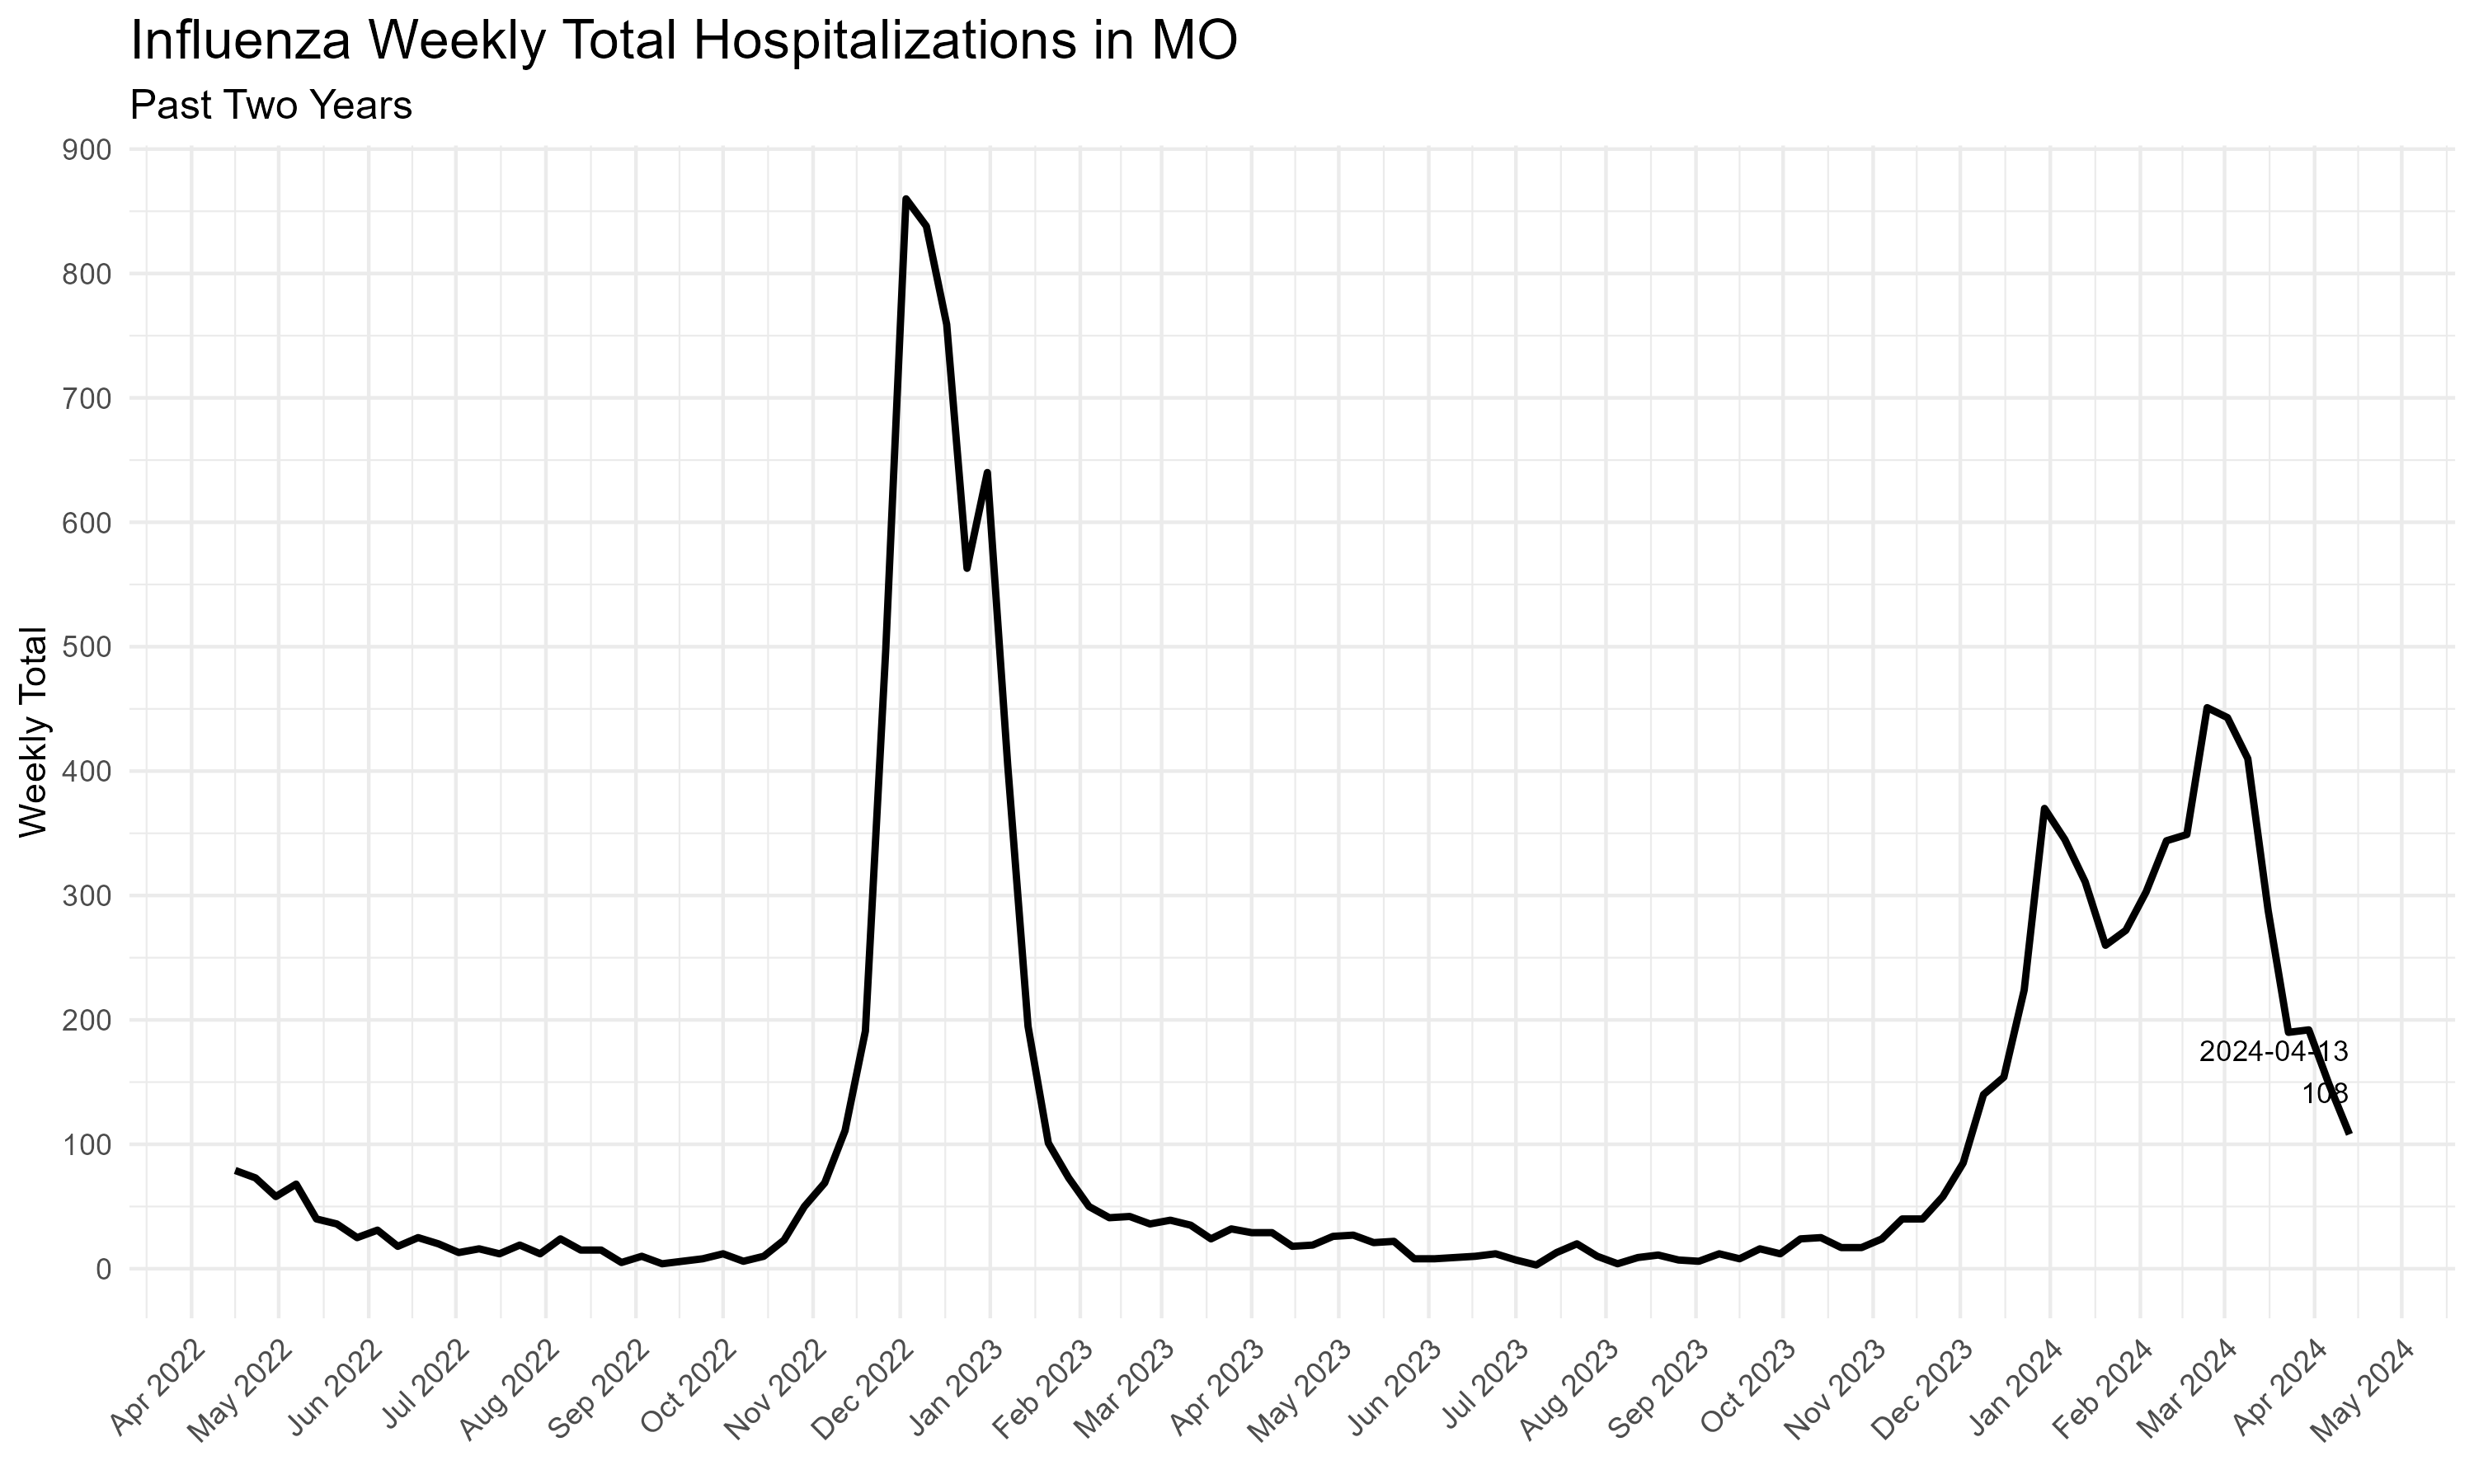 Influenza Weekly Total Hospitalizations in MO
Past Two Years
Weekly Total
900
800
700
600
500
400
300
200
100
0
2024-04-13
108
Apr 2022
May 2022
Jun 2022
Jul 2022
Aug 2022
Sep 2022
Oct 2022
Nov 2022
Dec 2022
Jan 2023
Feb 2023
Mar 2023
Apr 2023
May 2023
Jun 2023
Jul 2023
Aug 2023
Sep 2023
Oct 2023
Nov 2023
Dec 2023
Jan 2024
Feb 2024
Mar 2024
Apr 2024
May 2024